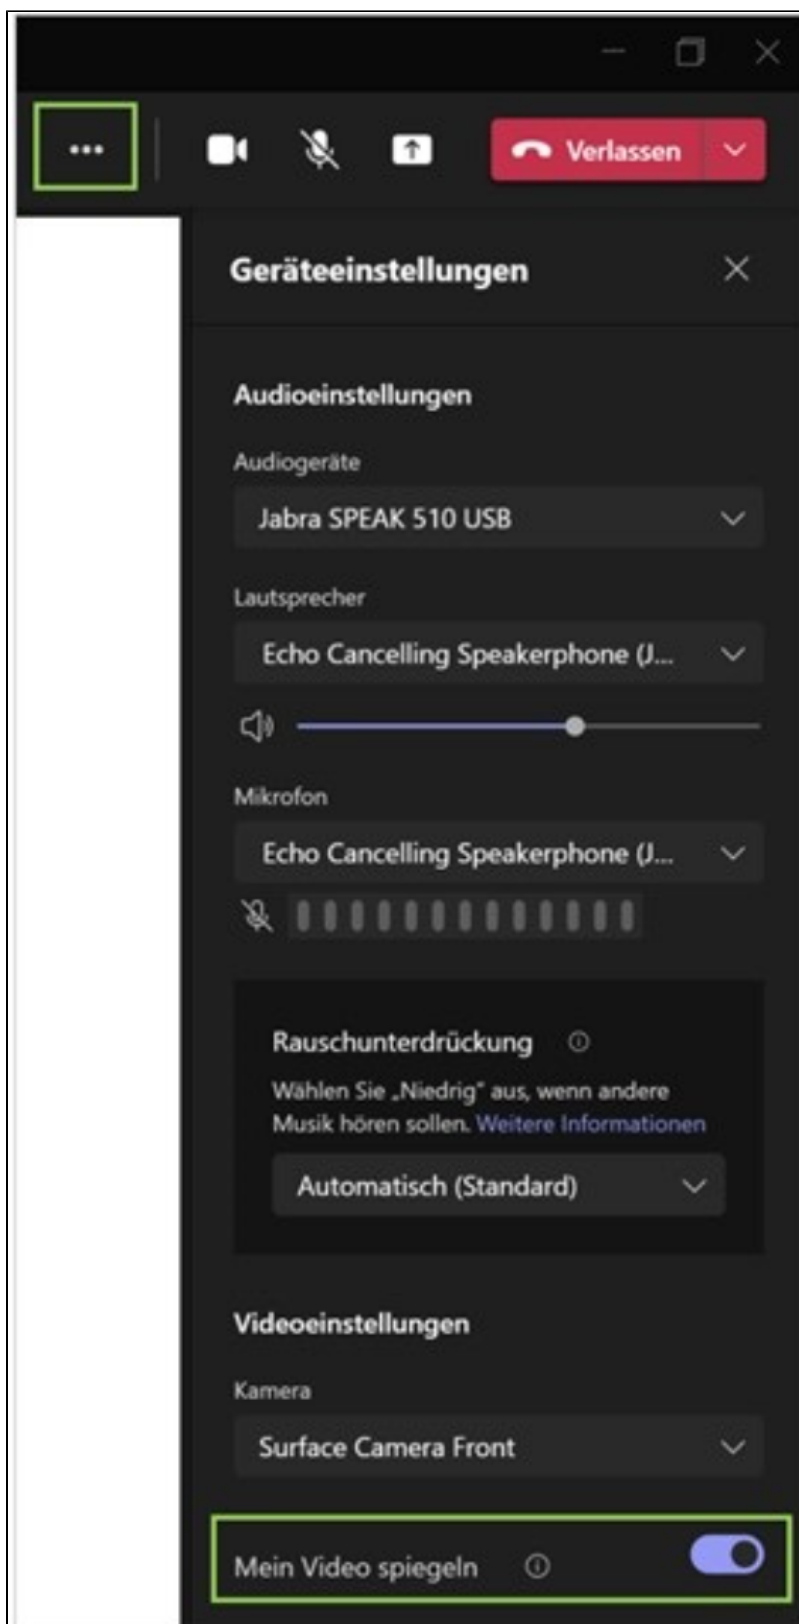 Verlassen
Geräteeinstellungen
Audioeinstellungen
Audiogeräte
Jabra SPEAK 510 USB
Lautsprecher
Echo Cancelling Speakerphone (J...
Mikrofon
Echo Cancelling Speakerphone (J...
Rauschunterdrückung
Wählen Sie „Niedrig" aus, wenn andere
Musik hören sollen. Weitere Informationen
Automatisch (Standard)
Videoeinstellungen
Kamera
Surface Camera Front
Mein Video spiegeln